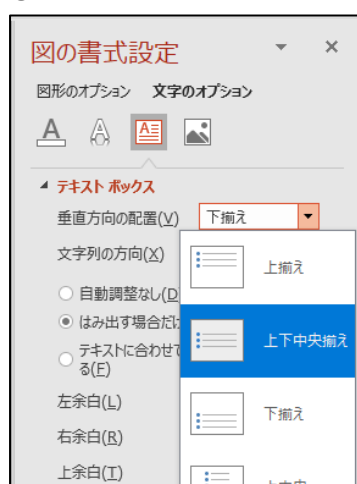 図の書式設定
図形のオプション 文字のオプション
テキスト ボックス
垂直方向の配置(V) 下揃え
文字列の方向(X)
上揃え
自動調整なし(D
はみ出す場合だけ
上下中央揃え
テキストに合わせて
る(F)
左余白(L)
下揃え
右余白(R)
上余白(T)